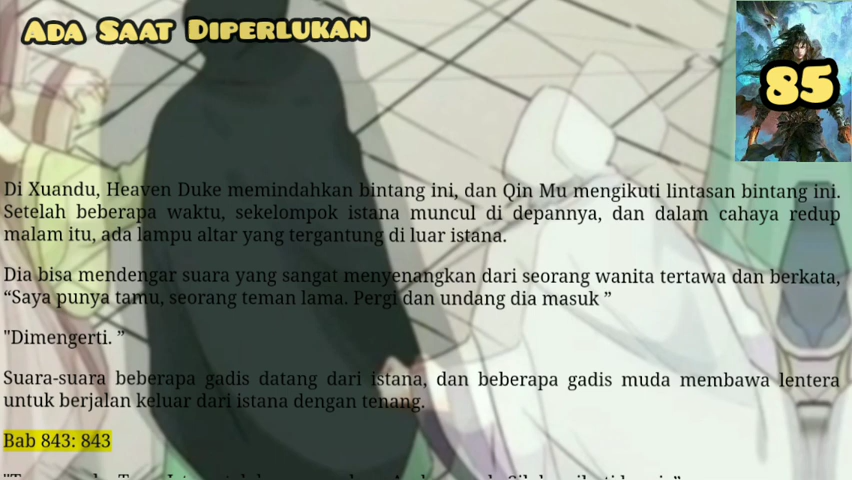 Ada Saat Diperlukan
85
Di Xuandu, Heaven Duke memindahkan bintang ini, dan Qin Mu mengikuti lintasan bintang ini.
Setelah beberapa waktu, sekelompok istana muncul di depannya, dan dalam cahaya redup
malam itu, ada lampu altar yang tergantung di luar istana.
Dia bisa mendengar suara yang sangat menyenangkan dari seorang wanita tertawa dan berkata,
“Saya punya tamu, seorang teman lama. Pergi dan undang dia masuk ”
"Dimengerti. ”
Suara-suara beberapa gadis datang dari istana, dan beberapa gadis muda membawa lentera
untuk berjalan keluar dari istana dengan tenang.
Bab 843: 843